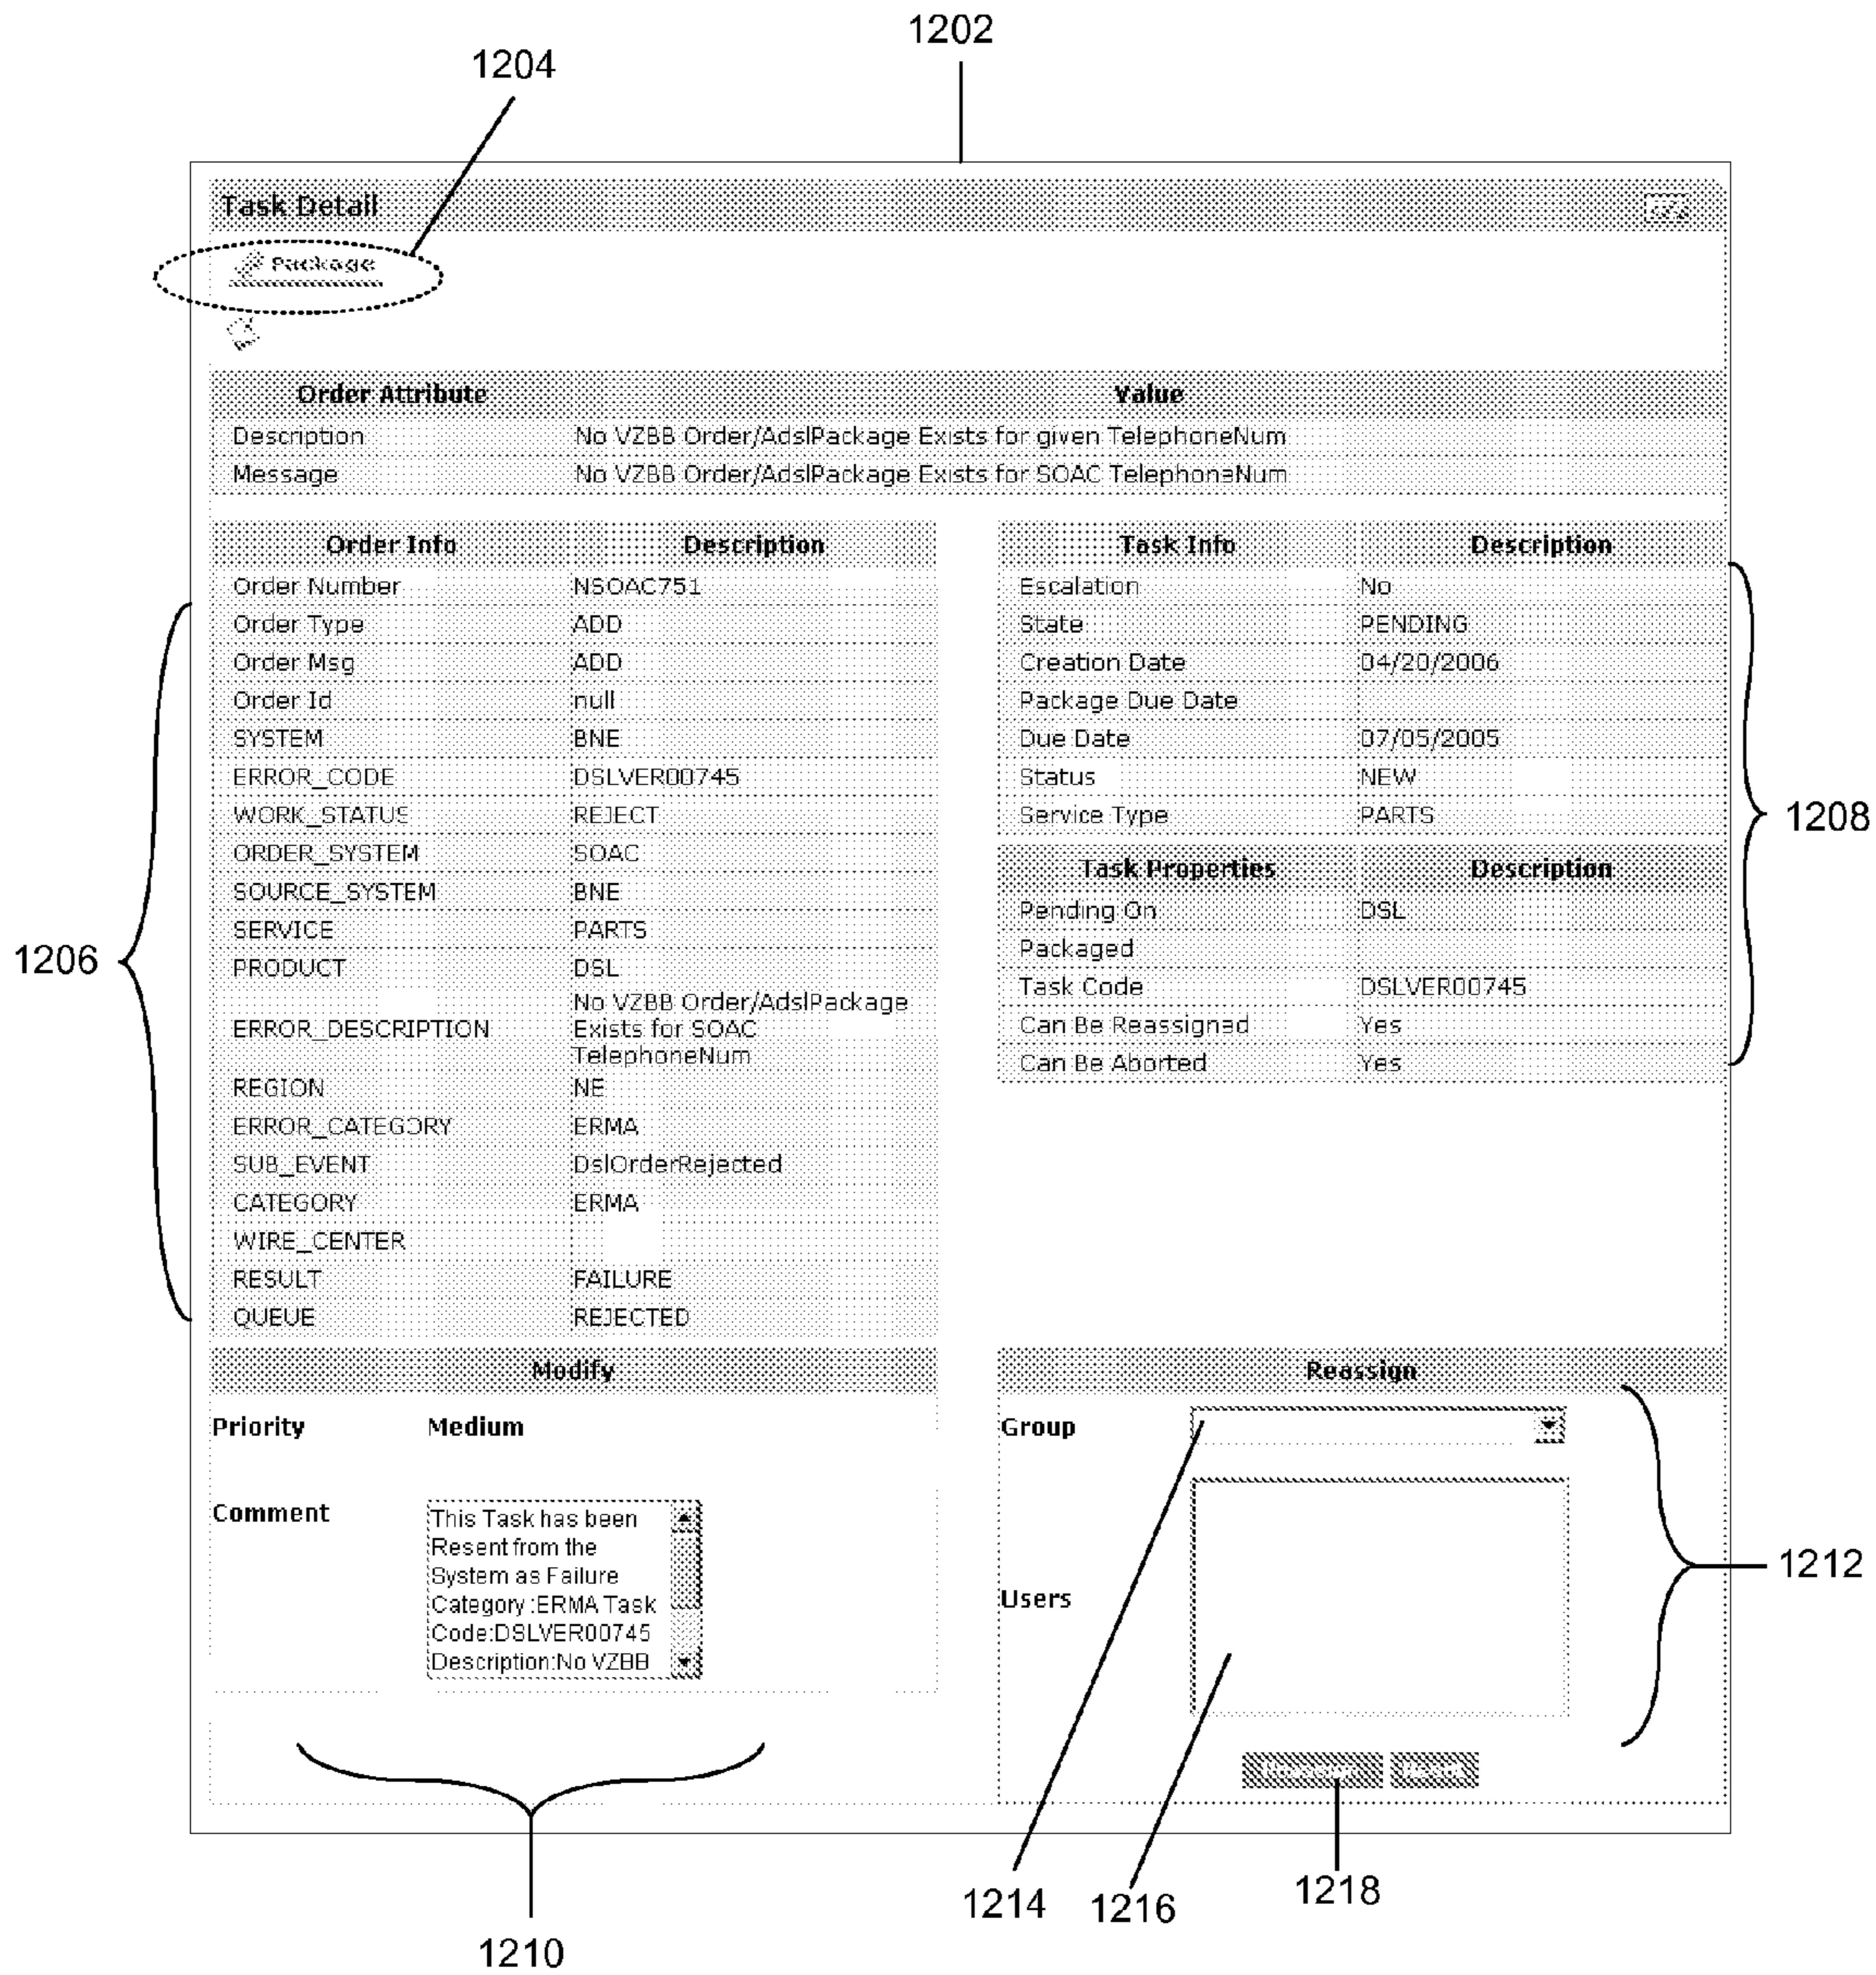 1202
1204
Task Detail
Package
Order Attribute Value
Description No VZBB Order/AdslPackage Exists for given TelephoneNum
Message No VZBB Order/AdslPackage Exists for SOAC TelephoneNum
Order Info Description
Order Number NSOAC751
Order Type ADD
Order Msg ADD
Order Id null
SYSTEM BNE
ERROR_CODE DSLVER00745
WORK_STATUS REJECT
ORDER_SYSTEM SOAC
SOURCE_SYSTEM BNE
SERVICE PARTS
PRODUCT DSL
ERROR_DESCRIPTION No VZBB Order/AdslPackage
Exists for SOAC
TelephoneNum
REGION NE
ERROR_CATEGORY ERMA
SUB_EVENT DslOrderRejected
CATEGORY ERMA
WIRE_CENTER
RESULT FAILURE
QUEUE REJECTED
1206
Task Info Description
Escalation No
State PENDING
Creation Date 04/20/2006
Package Due Date
Due Date 07/05/2005
Status NEW
Service Type PARTS
Task Properties Description
Pending On DSL
Packaged
Task Code DSLVER00745
Can Be Reassigned Yes
Can Be Aborted Yes
1208
Modify
Priority Medium
Comment
This Task has been
Resent from the
System as Failure
Category :ERMA Task
Code:DSLVER00745
Description:No VZBB
1210
Reassign
Group
Users
1212
1214
1216
1218